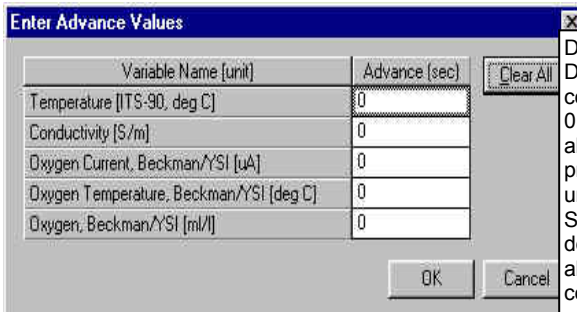 Enter Advance Values
Variable Name [unit] Advance (sec) Clear All
Temperature [ITS-90, deg C] 0
Conductivity [S/m] 0
Oxygen Current, Beckman/YSI [uA] 0
Oxygen Temperature, Beckman/YSI [deg C] 0
Oxygen, Beckman/YSI [ml/l] 0
OK Cancel